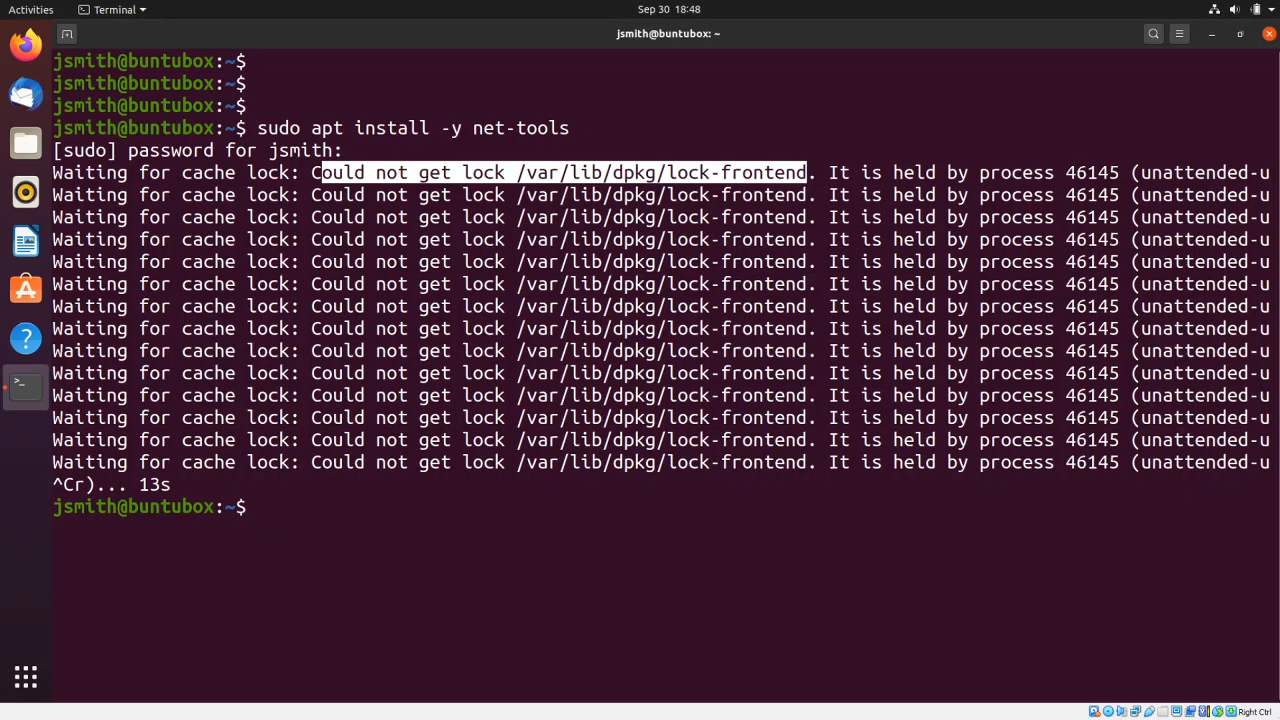 Activities
Terminal
Sep 30 18:48
jsmith@buntubox: ~
jsmith@buntubox:~$
jsmith@buntubox:~$
jsmith@buntubox:~$
jsmith@buntubox:~$ sudo apt install -y net-tools
[sudo] password for jsmith:
Waiting for cache lock: Could not get lock /var/lib/dpkg/lock-frontend. It is held by process 46145 (unattended-u
Waiting for cache lock: Could not get lock /var/lib/dpkg/lock-frontend. It is held by process 46145 (unattended-u
Waiting for cache lock: Could not get lock /var/lib/dpkg/lock-frontend. It is held by process 46145 (unattended-u
Waiting for cache lock: Could not get lock /var/lib/dpkg/lock-frontend. It is held by process 46145 (unattended-u
Waiting for cache lock: Could not get lock /var/lib/dpkg/lock-frontend. It is held by process 46145 (unattended-u
Waiting for cache lock: Could not get lock /var/lib/dpkg/lock-frontend. It is held by process 46145 (unattended-u
Waiting for cache lock: Could not get lock /var/lib/dpkg/lock-frontend. It is held by process 46145 (unattended-u
Waiting for cache lock: Could not get lock /var/lib/dpkg/lock-frontend. It is held by process 46145 (unattended-u
Waiting for cache lock: Could not get lock /var/lib/dpkg/lock-frontend. It is held by process 46145 (unattended-u
Waiting for cache lock: Could not get lock /var/lib/dpkg/lock-frontend. It is held by process 46145 (unattended-u
Waiting for cache lock: Could not get lock /var/lib/dpkg/lock-frontend. It is held by process 46145 (unattended-u
Waiting for cache lock: Could not get lock /var/lib/dpkg/lock-frontend. It is held by process 46145 (unattended-u
Waiting for cache lock: Could not get lock /var/lib/dpkg/lock-frontend. It is held by process 46145 (unattended-u
Waiting for cache lock: Could not get lock /var/lib/dpkg/lock-frontend. It is held by process 46145 (unattended-u
^Cr)... 13s
jsmith@buntubox:~$
Right Ctrl